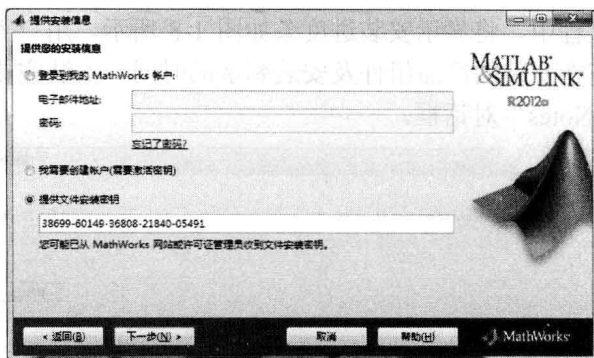 提供安装信息
提供您的安装信息
登录到我的 MathWorks 帐户:
电子邮件地址:
密码:
忘记了密码?
我需要创建帐户(需要激活密钥)
提供文件安装密钥
38699-60149-36808-21840-05491
您可能已从 MathWorks 网站或许可证管理员收到文件安装密钥。
MATLAB®
&SIMULINK®
R2012a
< 返回(B)
下一步(N) >
取消
帮助(H)
MathWorks